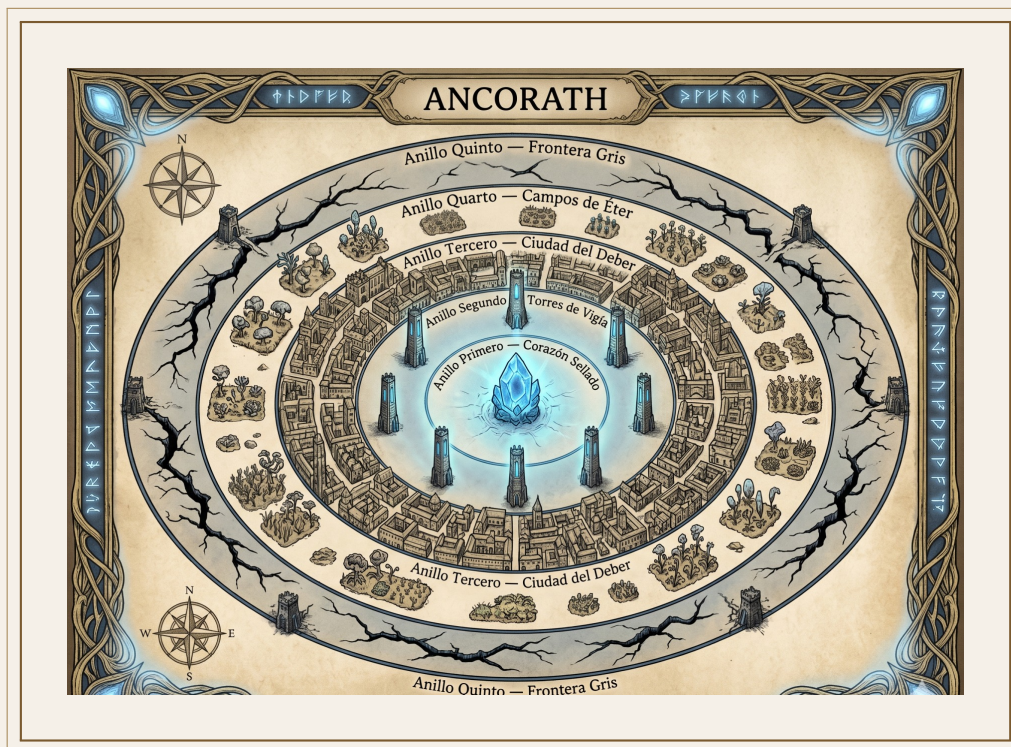 ANCORATH
N
Anillo Quinto — Frontera Gris
Anillo Quarto — Campos de Éter
Anillo Tercero — Ciudad del Deber
Anillo Segundo
Torres de Vigía
Anillo Primero — Corazón Sellado
Anillo Tercero — Ciudad del Deber
N
W E
S
Anillo Quinto — Frontera Gris